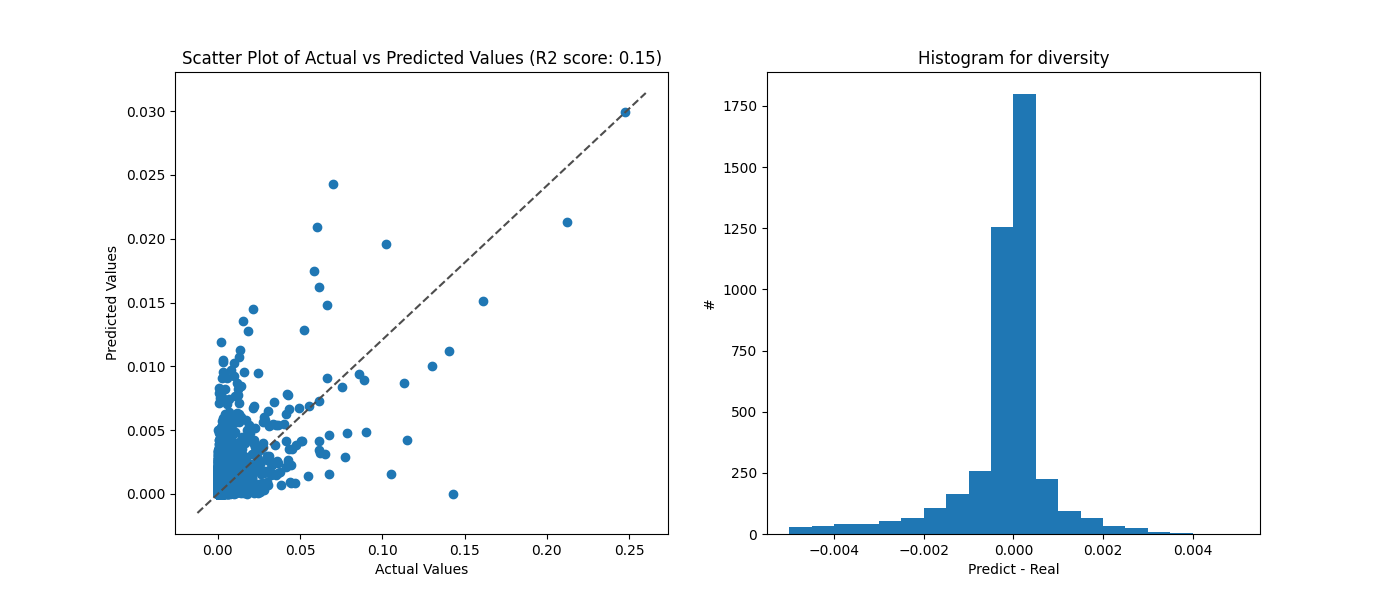 Scatter Plot of Actual vs Predicted Values (R2 score: 0.15)
0.030
0.025
0.020
0.015
0.010
0.005
0.000
Predicted Values
0.00 0.05 0.10 0.15 0.20 0.25
Actual Values
Histogram for diversity
1750
1500
1250
1000
750
500
250
0
#
−0.004 −0.002 0.000 0.002 0.004
Predict - Real